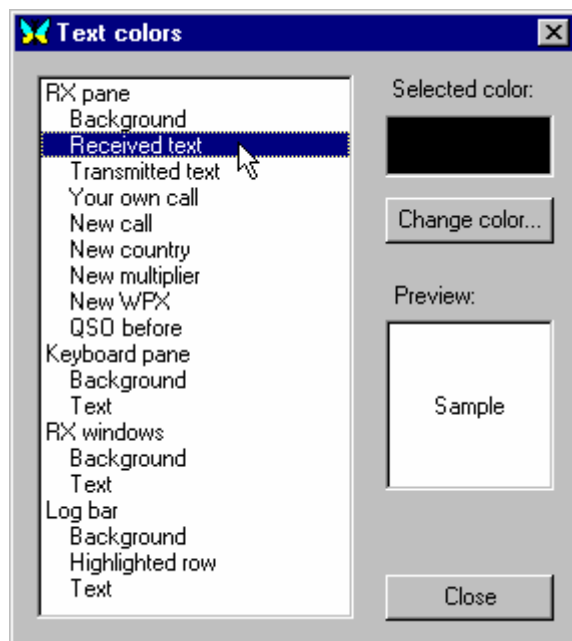 Text colors
RX pane
Background
Received text
Transmitted text
Your own call
New call
New country
New multiplier
New WPX
QSO before
Keyboard pane
Background
Text
RX windows
Background
Text
Log bar
Background
Highlighted row
Text
Selected color:
Change color...
Preview:
Sample
Close